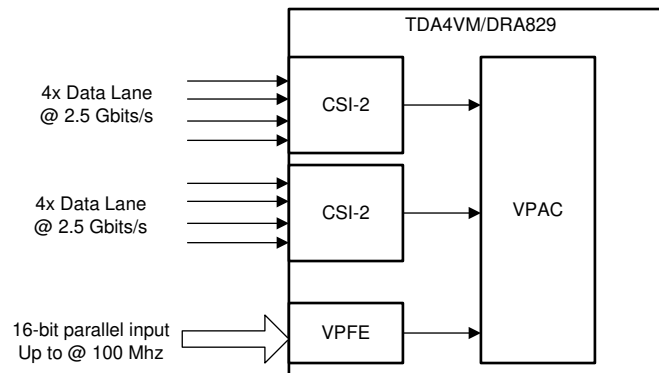 TDA4VM/DRA829
4x Data Lane
@ 2.5 Gbits/s
CSI-2
4x Data Lane
@ 2.5 Gbits/s
CSI-2
VPAC
16-bit parallel input
Up to @ 100 Mhz
VPFE